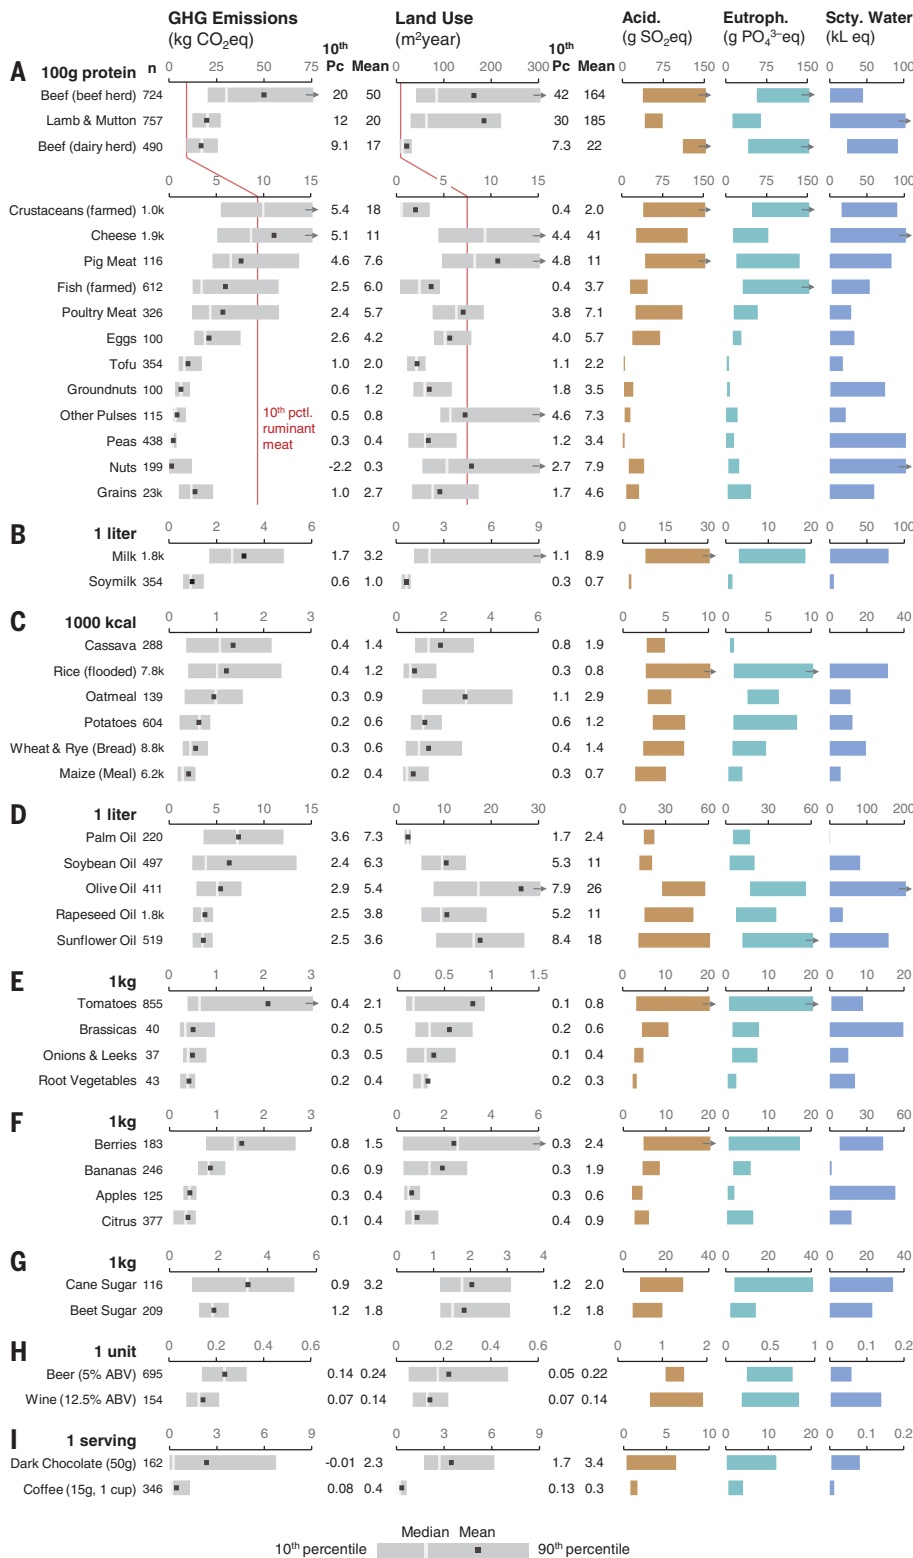 GHG Emissions Land Use Acid. Eutroph. Scty. Water
(kg CO₂eq) (m²year) (g SO₂eq) (g PO₄³⁻eq) (kL eq)
10th Pc Mean 10th Pc Mean
A 100g protein n 0 25 50 75 0 100 200 300 0 75 150 0 75 150 0 50 100
Beef (beef herd) 724 20 50 42 164
Lamb & Mutton 757 12 20 30 185
Beef (dairy herd) 490 9.1 17 7.3 22
0 5 10 15 0 5 10 15 0 75 150 0 75 150 0 50 100
Crustaceans (farmed) 1.0k 5.4 18 0.4 2.0
Cheese 1.9k 5.1 11 4.4 41
Pig Meat 116 4.6 7.6 4.8 11
Fish (farmed) 612 2.5 6.0 0.4 3.7
Poultry Meat 326 2.4 5.7 3.8 7.1
Eggs 100 2.6 4.2 4.0 5.7
Tofu 354 1.0 2.0 1.1 2.2
Groundnuts 100 0.6 1.2 1.8 3.5
Other Pulses 115 0.5 0.8 4.6 7.3
Peas 438 0.3 0.4 1.2 3.4
Nuts 199 -2.2 0.3 2.7 7.9
Grains 23k 1.0 2.7 1.7 4.6
10th pctl.
ruminant
meat
B 1 liter 0 2 4 6 0 3 6 9 0 15 30 0 10 20 0 50 100
Milk 1.8k 1.7 3.2 1.1 8.9
Soymilk 354 0.6 1.0 0.3 0.7
C 1000 kcal 0 1 2 3 0 2 4 6 0 5 10 0 5 10 0 20 40
Cassava 288 0.4 1.4 0.8 1.9
Rice (flooded) 7.8k 0.4 1.2 0.3 0.8
Oatmeal 139 0.3 0.9 1.1 2.9
Potatoes 604 0.2 0.6 0.6 1.2
Wheat & Rye (Bread) 8.8k 0.3 0.6 0.4 1.4
Maize (Meal) 6.2k 0.2 0.4 0.3 0.7
D 1 liter 0 5 10 15 0 10 20 30 0 30 60 0 30 60 0 100 200
Palm Oil 220 3.6 7.3 1.7 2.4
Soybean Oil 497 2.4 6.3 5.3 11
Olive Oil 411 2.9 5.4 7.9 26
Rapeseed Oil 1.8k 2.5 3.8 5.2 11
Sunflower Oil 519 2.5 3.6 8.4 18
E 1kg 0 1 2 3 0 0.5 1 1.5 0 10 20 0 10 20 0 10 20
Tomatoes 855 0.4 2.1 0.1 0.8
Brassicas 40 0.2 0.5 0.2 0.6
Onions & Leeks 37 0.3 0.5 0.1 0.4
Root Vegetables 43 0.2 0.4 0.2 0.3
F 1kg 0 1 2 3 0 2 4 6 0 10 20 0 10 20 0 30 60
Berries 183 0.8 1.5 0.3 2.4
Bananas 246 0.6 0.9 0.3 1.9
Apples 125 0.3 0.4 0.3 0.6
Citrus 377 0.1 0.4 0.4 0.9
G 1kg 0 2 4 6 0 1 2 3 4 0 20 40 0 20 40 0 20 40
Cane Sugar 116 0.9 3.2 1.2 2.0
Beet Sugar 209 1.2 1.8 1.2 1.8
H 1 unit 0 0.2 0.4 0.6 0 0.2 0.4 0.6 0 1 2 0 0.5 1 0 0.1 0.2
Beer (5% ABV) 695 0.14 0.24 0.05 0.22
Wine (12.5% ABV) 154 0.07 0.14 0.07 0.14
I 1 serving 0 3 6 9 0 3 6 9 0 5 10 0 10 20 0 10 20
Dark Chocolate (50g) 162 -0.01 2.3 1.7 3.4
Coffee (15g, 1 cup) 346 0.08 0.4 0.13 0.3
Median Mean
10th percentile 90th percentile